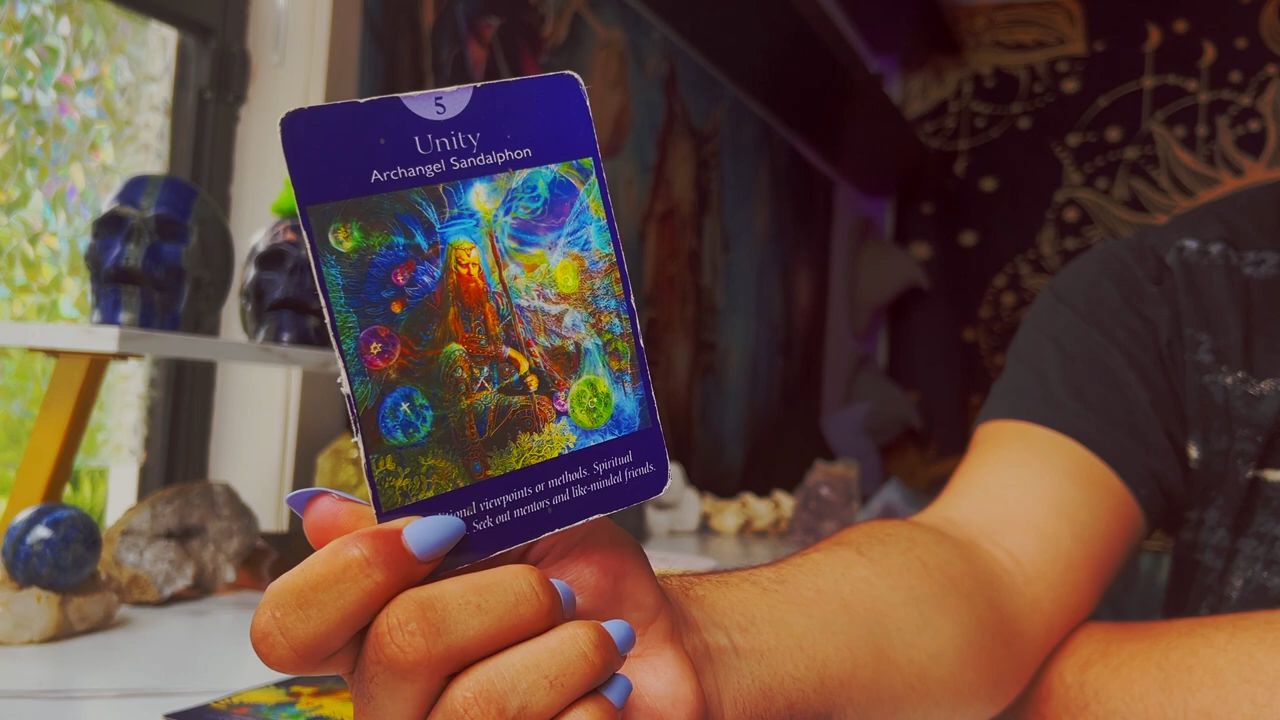 5
Unity
Archangel Sandalphon
viewpoints or methods. Spiritual
Seek out mentors and like-minded friends.